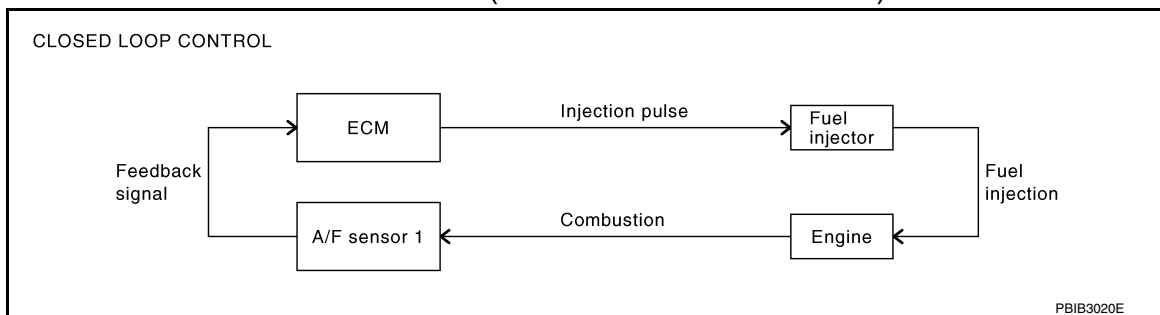 CLOSED LOOP CONTROL
ECM
Injection pulse
Fuel
injector
Feedback
signal
Fuel
injection
A/F sensor 1
Combustion
Engine
PBIB3020E